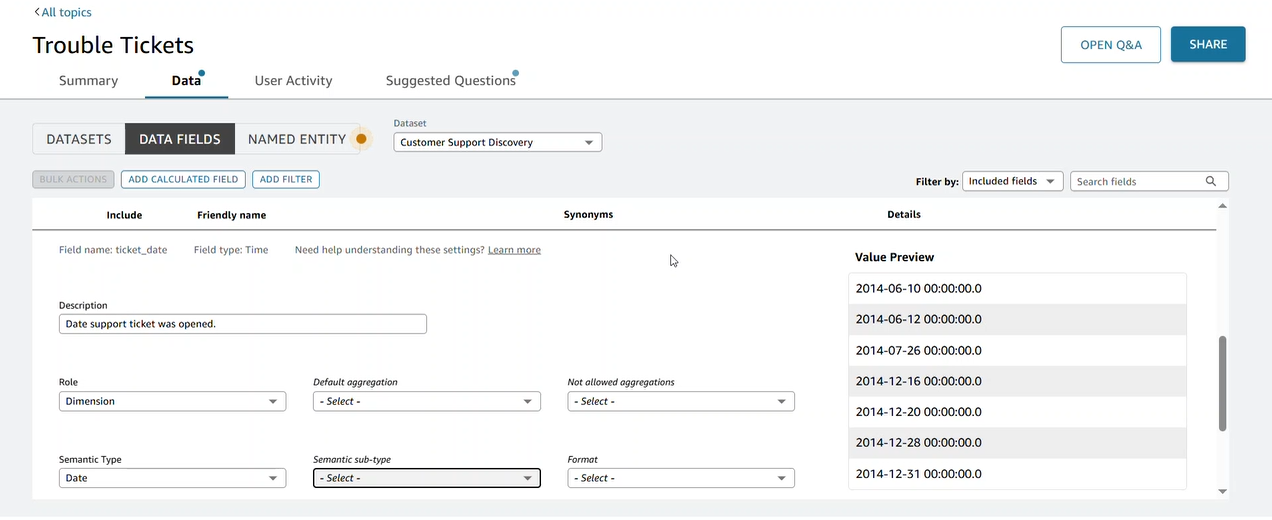 All topics
Trouble Tickets
OPEN Q&A
SHARE
Summary
Data
User Activity
Suggested Questions
DATASETS
DATA FIELDS
NAMED ENTITY
Dataset
Customer Support Discovery
BULK ACTIONS
ADD CALCULATED FIELD
ADD FILTER
Filter by:
Included fields
Search fields
Include
Friendly name
Synonyms
Details
Field name: ticket_date
Field type: Time
Need help understanding these settings? Learn more
Value Preview
2014-06-10 00:00:00.0
2014-06-12 00:00:00.0
2014-07-26 00:00:00.0
2014-12-16 00:00:00.0
2014-12-20 00:00:00.0
2014-12-28 00:00:00.0
2014-12-31 00:00:00.0
Description
Date support ticket was opened.
Role
Dimension
Default aggregation
- Select -
Not allowed aggregations
- Select -
Semantic Type
Date
Semantic sub-type
- Select -
Format
- Select -